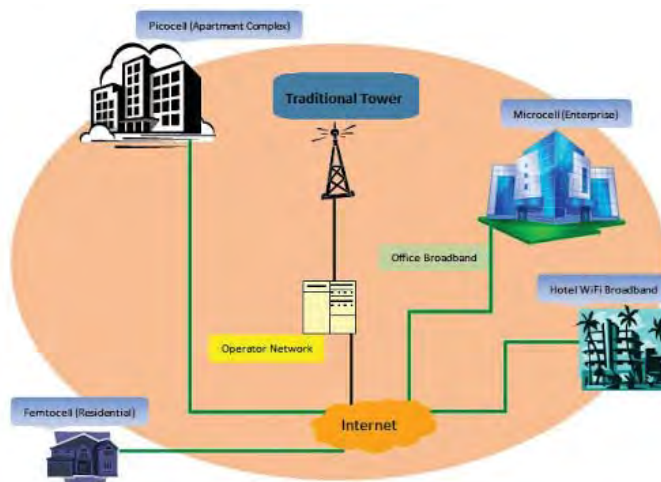 Picocell (Apartment Complex)
Traditional Tower
Microcell (Enterprise)
Office Broadband
Hotel WiFi Broadband
Operator Network
Femtocell (Residential)
Internet